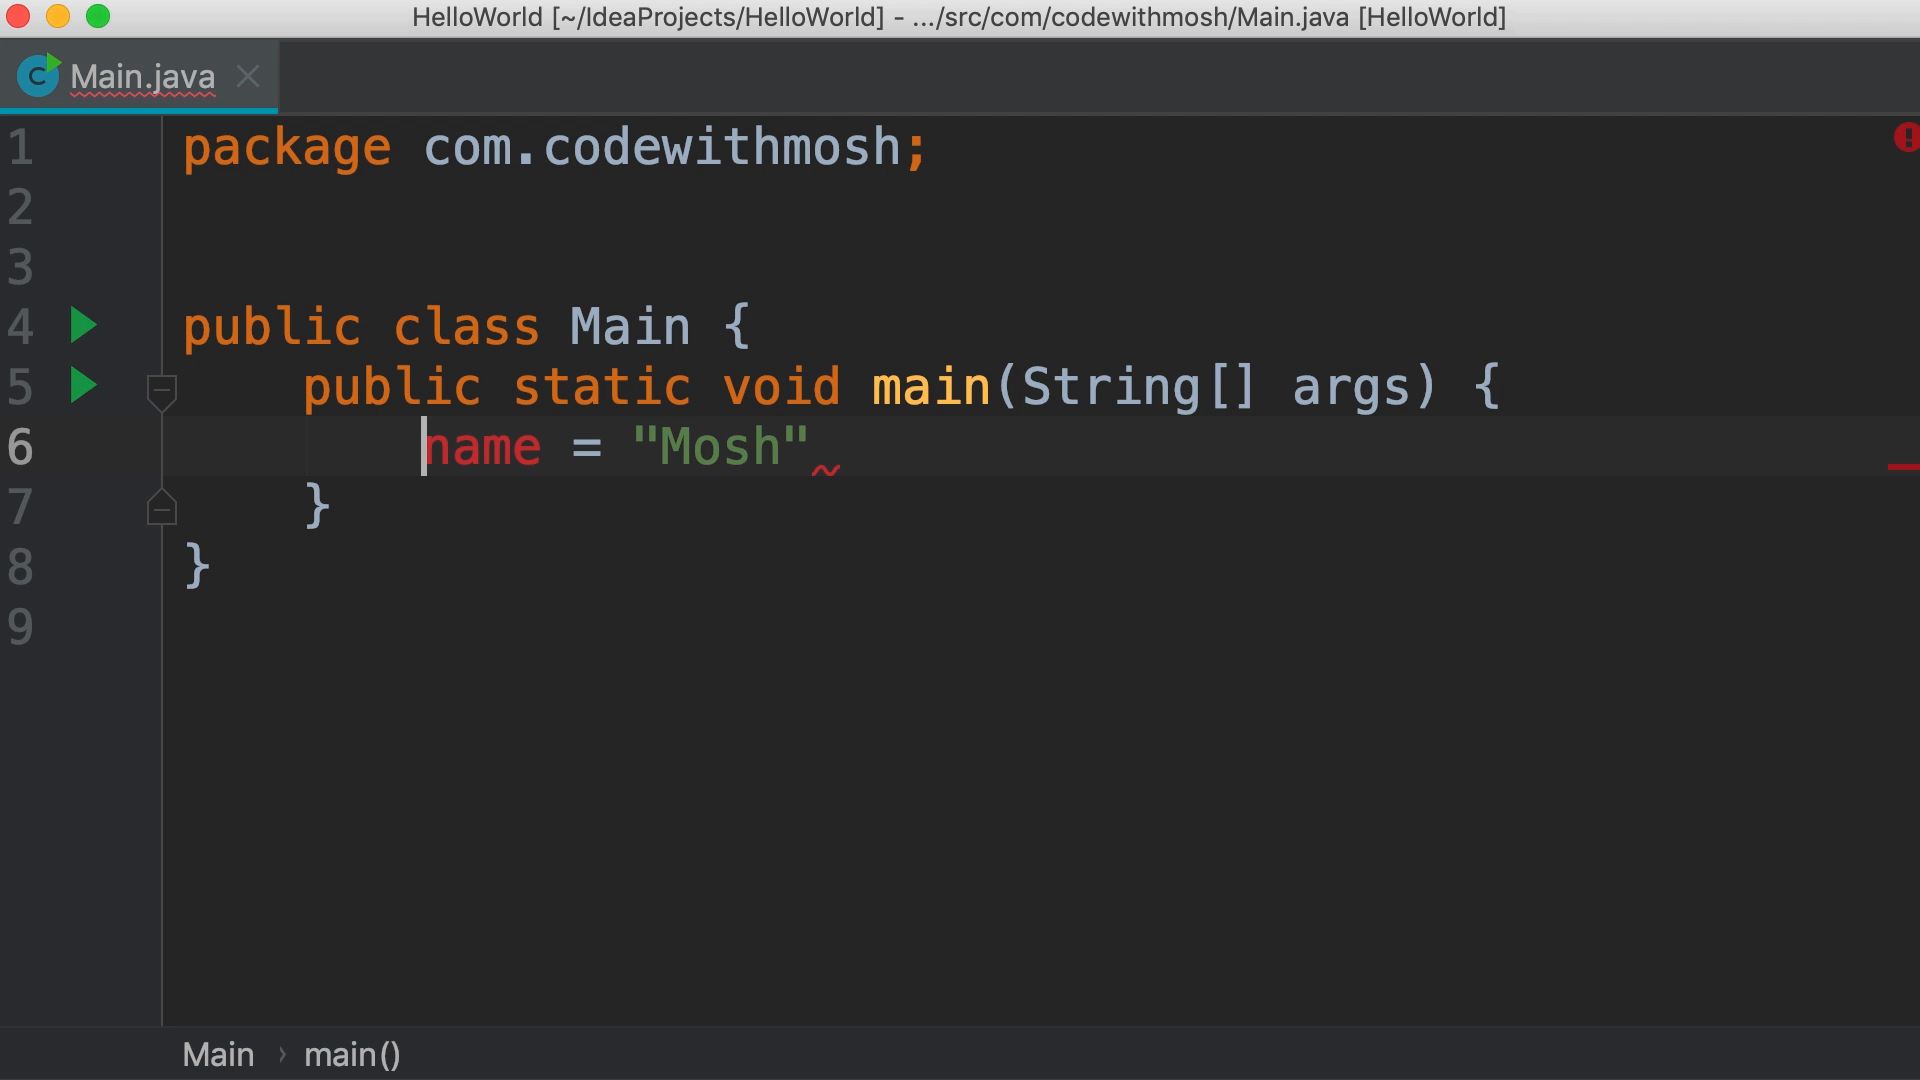 HelloWorld [~/IdeaProjects/HelloWorld] - .../src/com/codewithmosh/Main.java [HelloWorld]
C Main.java
1 package com.codewithmosh;
2
3
4 public class Main {
5     public static void main(String[] args) {
6         name = "Mosh"
7     }
8 }
9
Main › main()